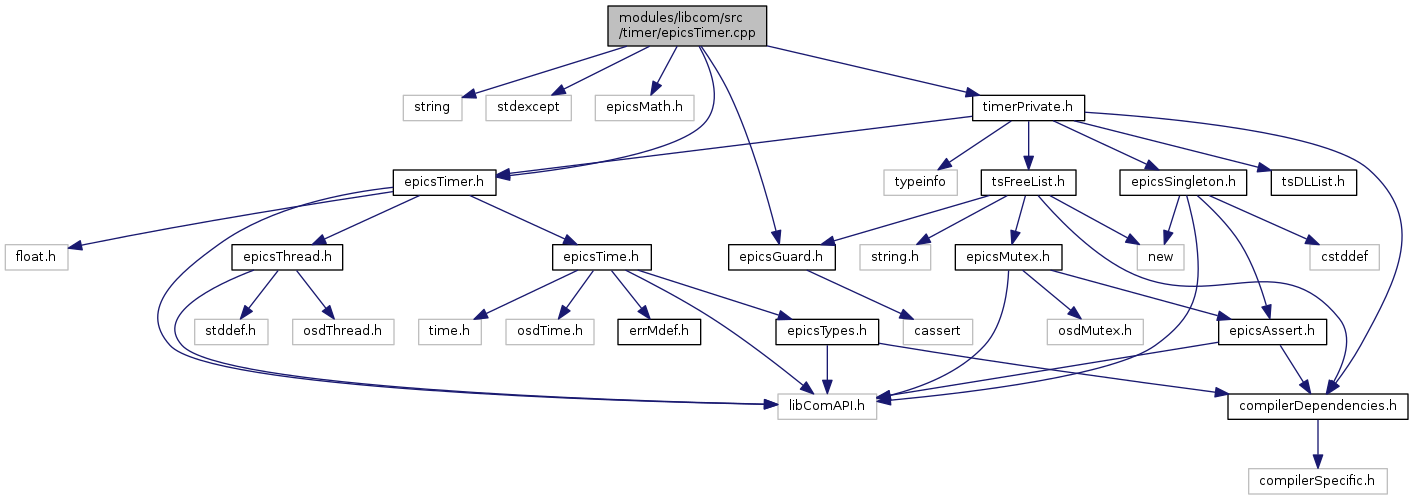 modules/libcom/src
/timer/epicsTimer.cpp
string
stdexcept
epicsMath.h
timerPrivate.h
epicsTimer.h
typeinfo
tsFreeList.h
epicsSingleton.h
tsDLList.h
float.h
epicsThread.h
epicsTime.h
epicsGuard.h
string.h
epicsMutex.h
new
cstddef
stddef.h
osdThread.h
time.h
osdTime.h
errMdef.h
epicsTypes.h
cassert
osdMutex.h
epicsAssert.h
libComAPI.h
compilerDependencies.h
compilerSpecific.h